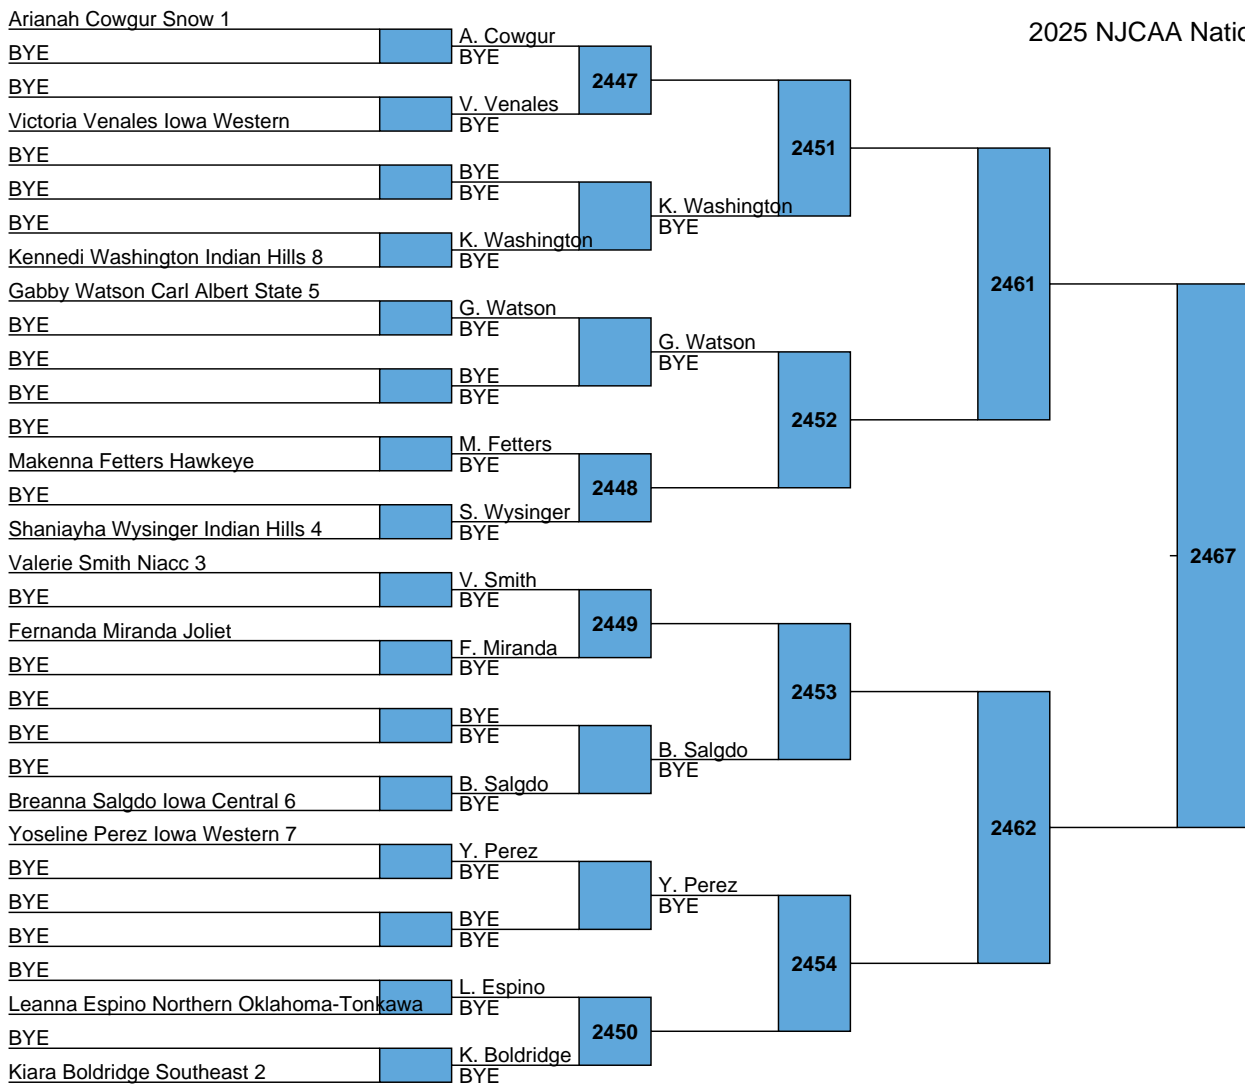 2025 NJCAA Natio
Arianah Cowgur Snow 1
BYE
BYE
Victoria Venales Iowa Western
BYE
BYE
BYE
Kennedi Washington Indian Hills 8
Gabby Watson Carl Albert State 5
BYE
BYE
BYE
BYE
Makenna Fetters Hawkeye
BYE
Shaniayha Wysinger Indian Hills 4
Valerie Smith Niacc 3
BYE
Fernanda Miranda Joliet
BYE
BYE
BYE
BYE
Breanna Salgdo Iowa Central 6
Yoseline Perez Iowa Western 7
BYE
BYE
BYE
BYE
Leanna Espino Northern Oklahoma-Tonkawa
BYE
Kiara Boldridge Southeast 2
A. Cowgur
BYE
V. Venales
BYE
BYE
BYE
K. Washington
BYE
G. Watson
BYE
BYE
BYE
M. Fetters
BYE
S. Wysinger
BYE
V. Smith
BYE
F. Miranda
BYE
BYE
BYE
B. Salgdo
BYE
Y. Perez
BYE
BYE
BYE
L. Espino
BYE
K. Boldridge
BYE
2447
K. Washington
BYE
G. Watson
BYE
2448
2449
B. Salgdo
BYE
Y. Perez
BYE
2450
2451
2452
2453
2454
2461
2462
2467